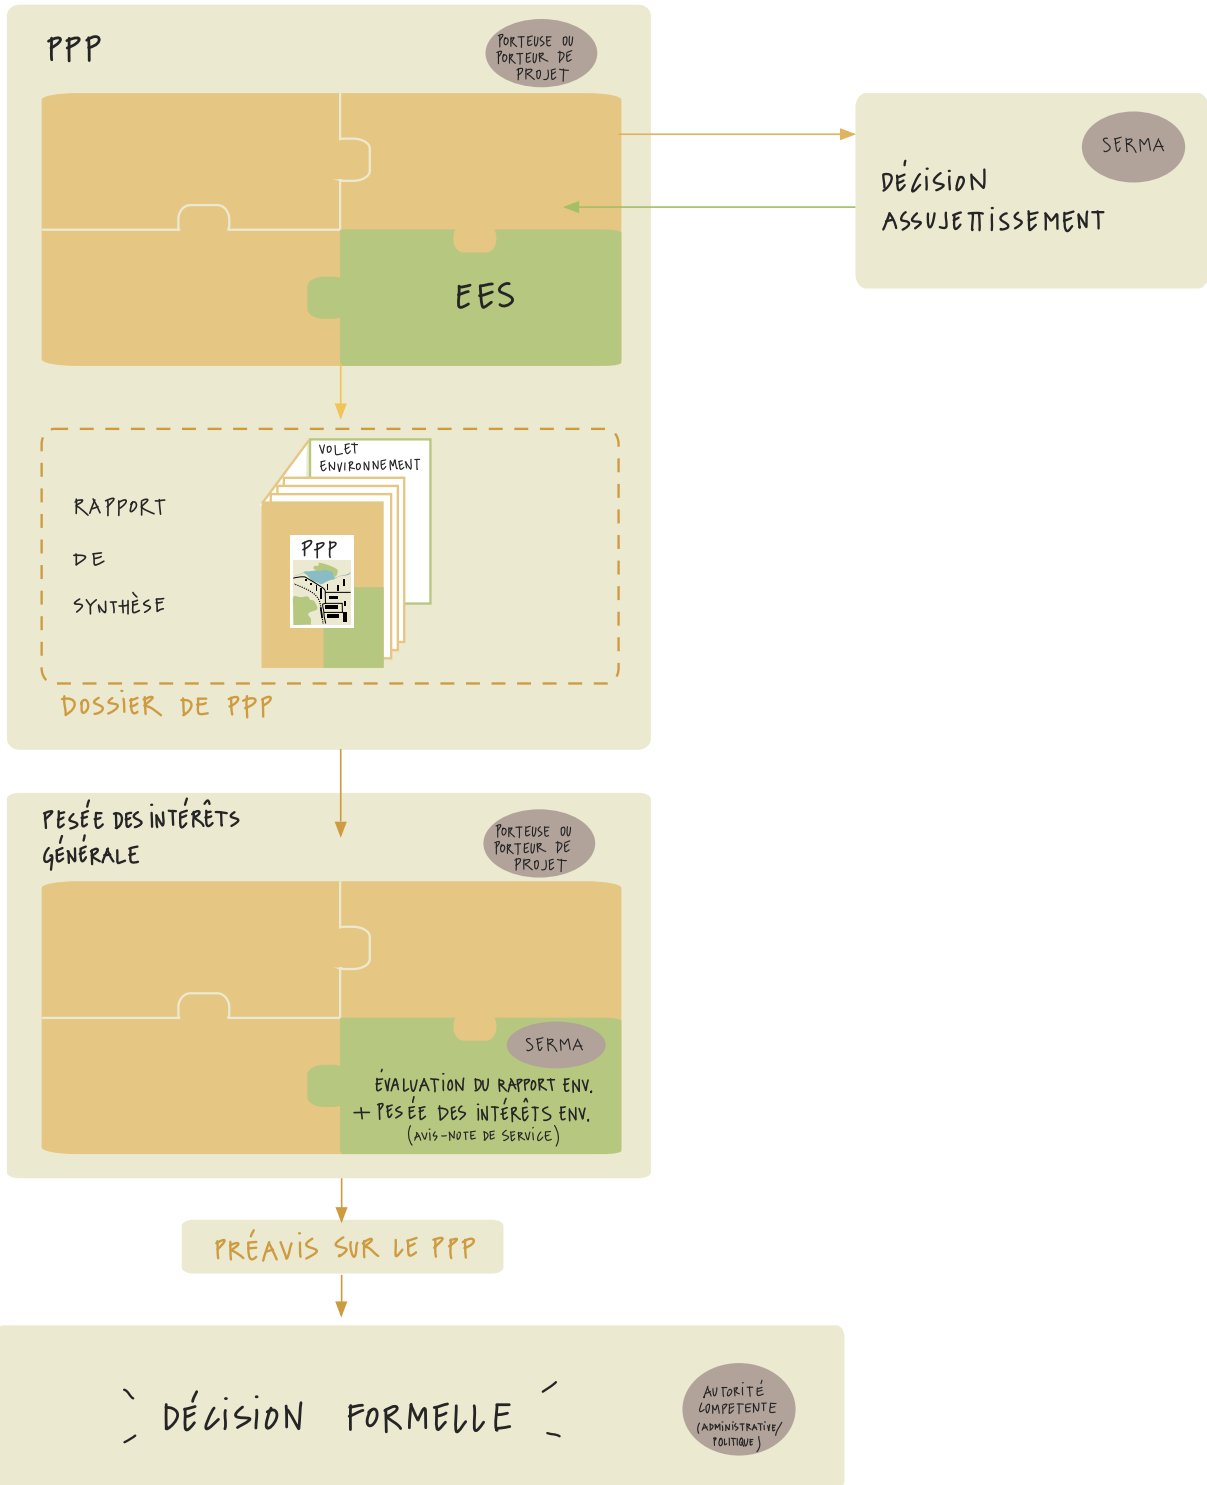 PPP
PORTEUSE OU
PORTEUR DE
PROJET
SERMA
DÉCISION
ASSUJETTISSEMENT
EES
VOLET
ENVIRONNEMENT
RAPPORT
DE
SYNTHÈSE
PPP
DOSSIER DE PPP
PESÉE DES INTÉRÊTS
GÉNÉRALE
PORTEUSE OU
PORTEUR DE
PROJET
SERMA
ÉVALUATION DU RAPPORT ENV.
+ PESÉE DES INTÉRÊTS ENV.
(AVIS-NOTE DE SERVICE)
PRÉAVIS SUR LE PPP
DÉCISION FORMELLE
AUTORITÉ
COMPETENTE
(ADMINISTRATIVE/
POLITIQUE)